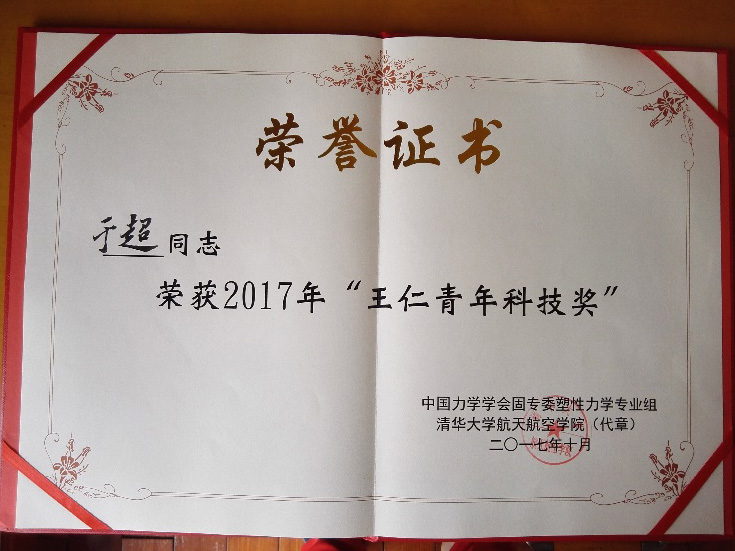 荣誉证书
于超同志
荣获2017年“王仁青年科技奖”
中国力学学会固专委塑性力学专业组
清华大学航天航空学院（代章）
二〇一七年十月